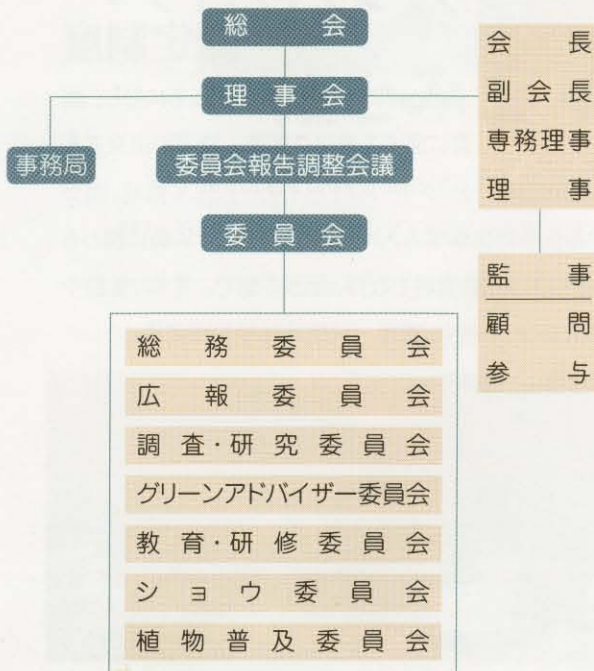 総会
理事会
事務局
委員会報告調整会議
委員会
会長
副会長
専務理事
理事
監事
顧問
参与
総務委員会
広報委員会
調査・研究委員会
グリーンアドバイザー委員会
教育・研修委員会
ショウ委員会
植物普及委員会